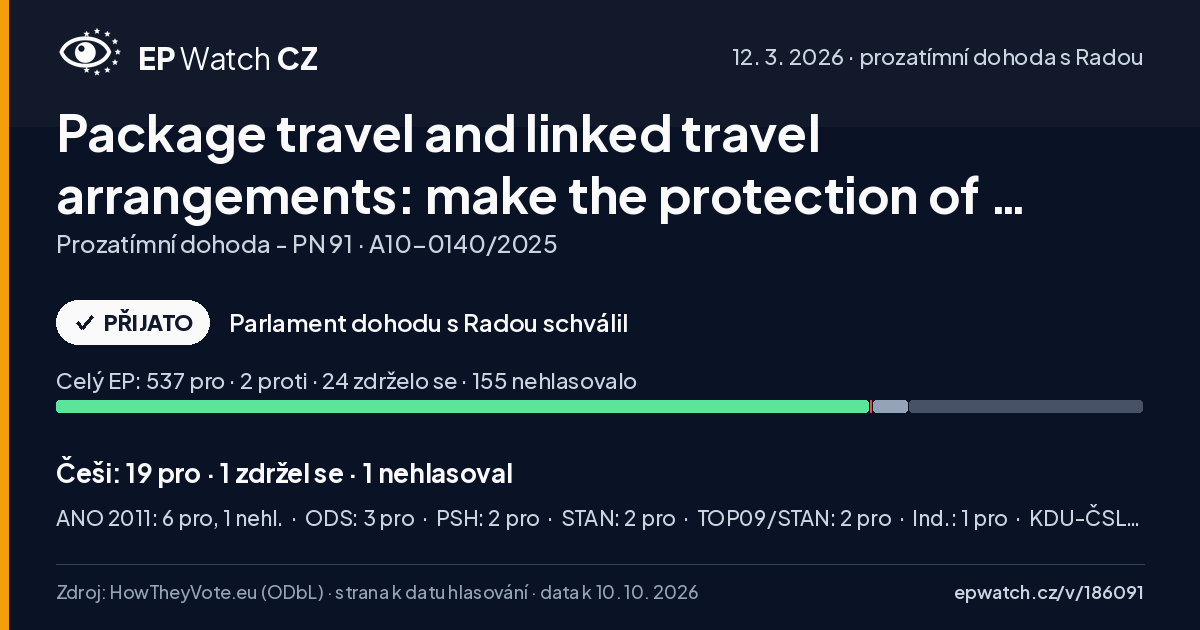 EP Watch CZ
12. 3. 2026 · prozatímní dohoda s Radou
Package travel and linked travel
arrangements: make the protection of …
Prozatímní dohoda – PN 91 · A10–0140/2025
✓ PŘIJATO
Parlament dohodu s Radou schválil
Celý EP: 537 pro · 2 proti · 24 zdrželo se · 155 nehlasovalo
Češi: 19 pro · 1 zdržel se · 1 nehlasoval
ANO 2011: 6 pro, 1 nehl. · ODS: 3 pro · PSH: 2 pro · STAN: 2 pro · TOP09/STAN: 2 pro · Ind.: 1 pro · KDU-ČSL…
Zdroj: HowTheyVote.eu (ODbL) · strana k datu hlasování · data k 10. 10. 2026
epwatch.cz/v/186091